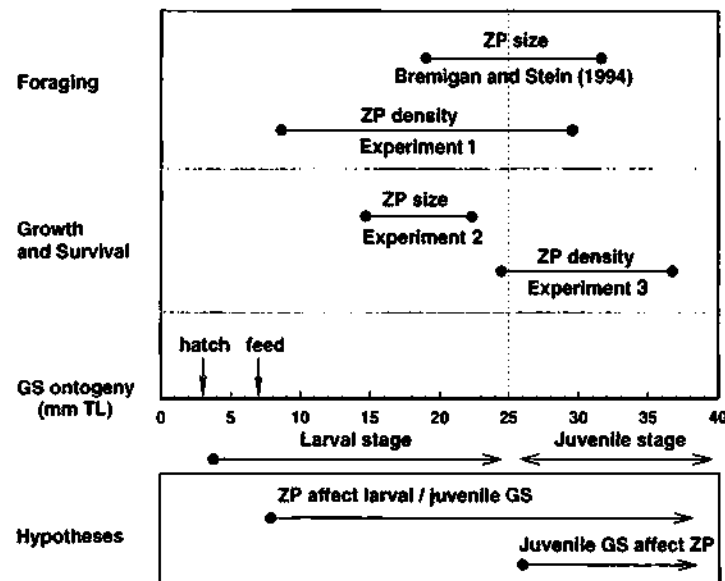 ZP size
Foraging
Bremigan and Stein (1994)
ZP density
Experiment 1
ZP size
Growth
and Survival
Experiment 2
ZP density
Experiment 3
hatch feed
GS ontogeny
(mm TL)
0 5 10 15 20 25 30 35 40
Larval stage Juvenile stage
ZP affect larval / juvenile GS
Hypotheses
Juvenile GS affect ZP